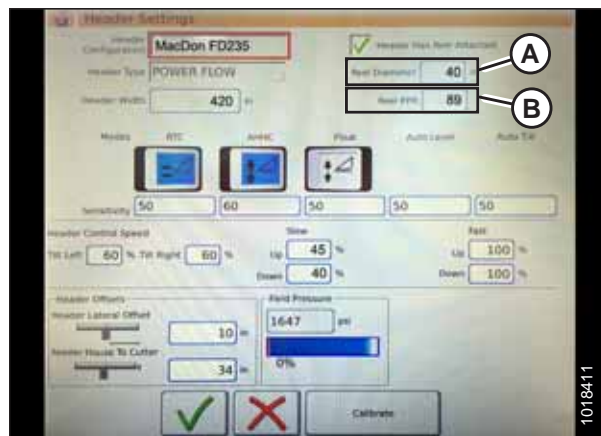 Header Settings
Header Configuration MacDon FD235 Header Has Reel Attached
Header Type POWER FLOW Reel Diameter 40 A
Header Width 420 in Reel PPR 89 B
Modes RTC AHHC Float Auto Level Auto Tilt
Sensitivity 50 60 50 50 50
Header Control Speed Slow Fast
Tilt Left 60 % Tilt Right 60 % Up 45 % Up 100 %
Down 40 % Down 100 %
Header Offsets Field Pressure
Header Lateral Offset 10 in 1647 psi
Feeder House To Cutter 34 in 0%
Calibrate
1018411